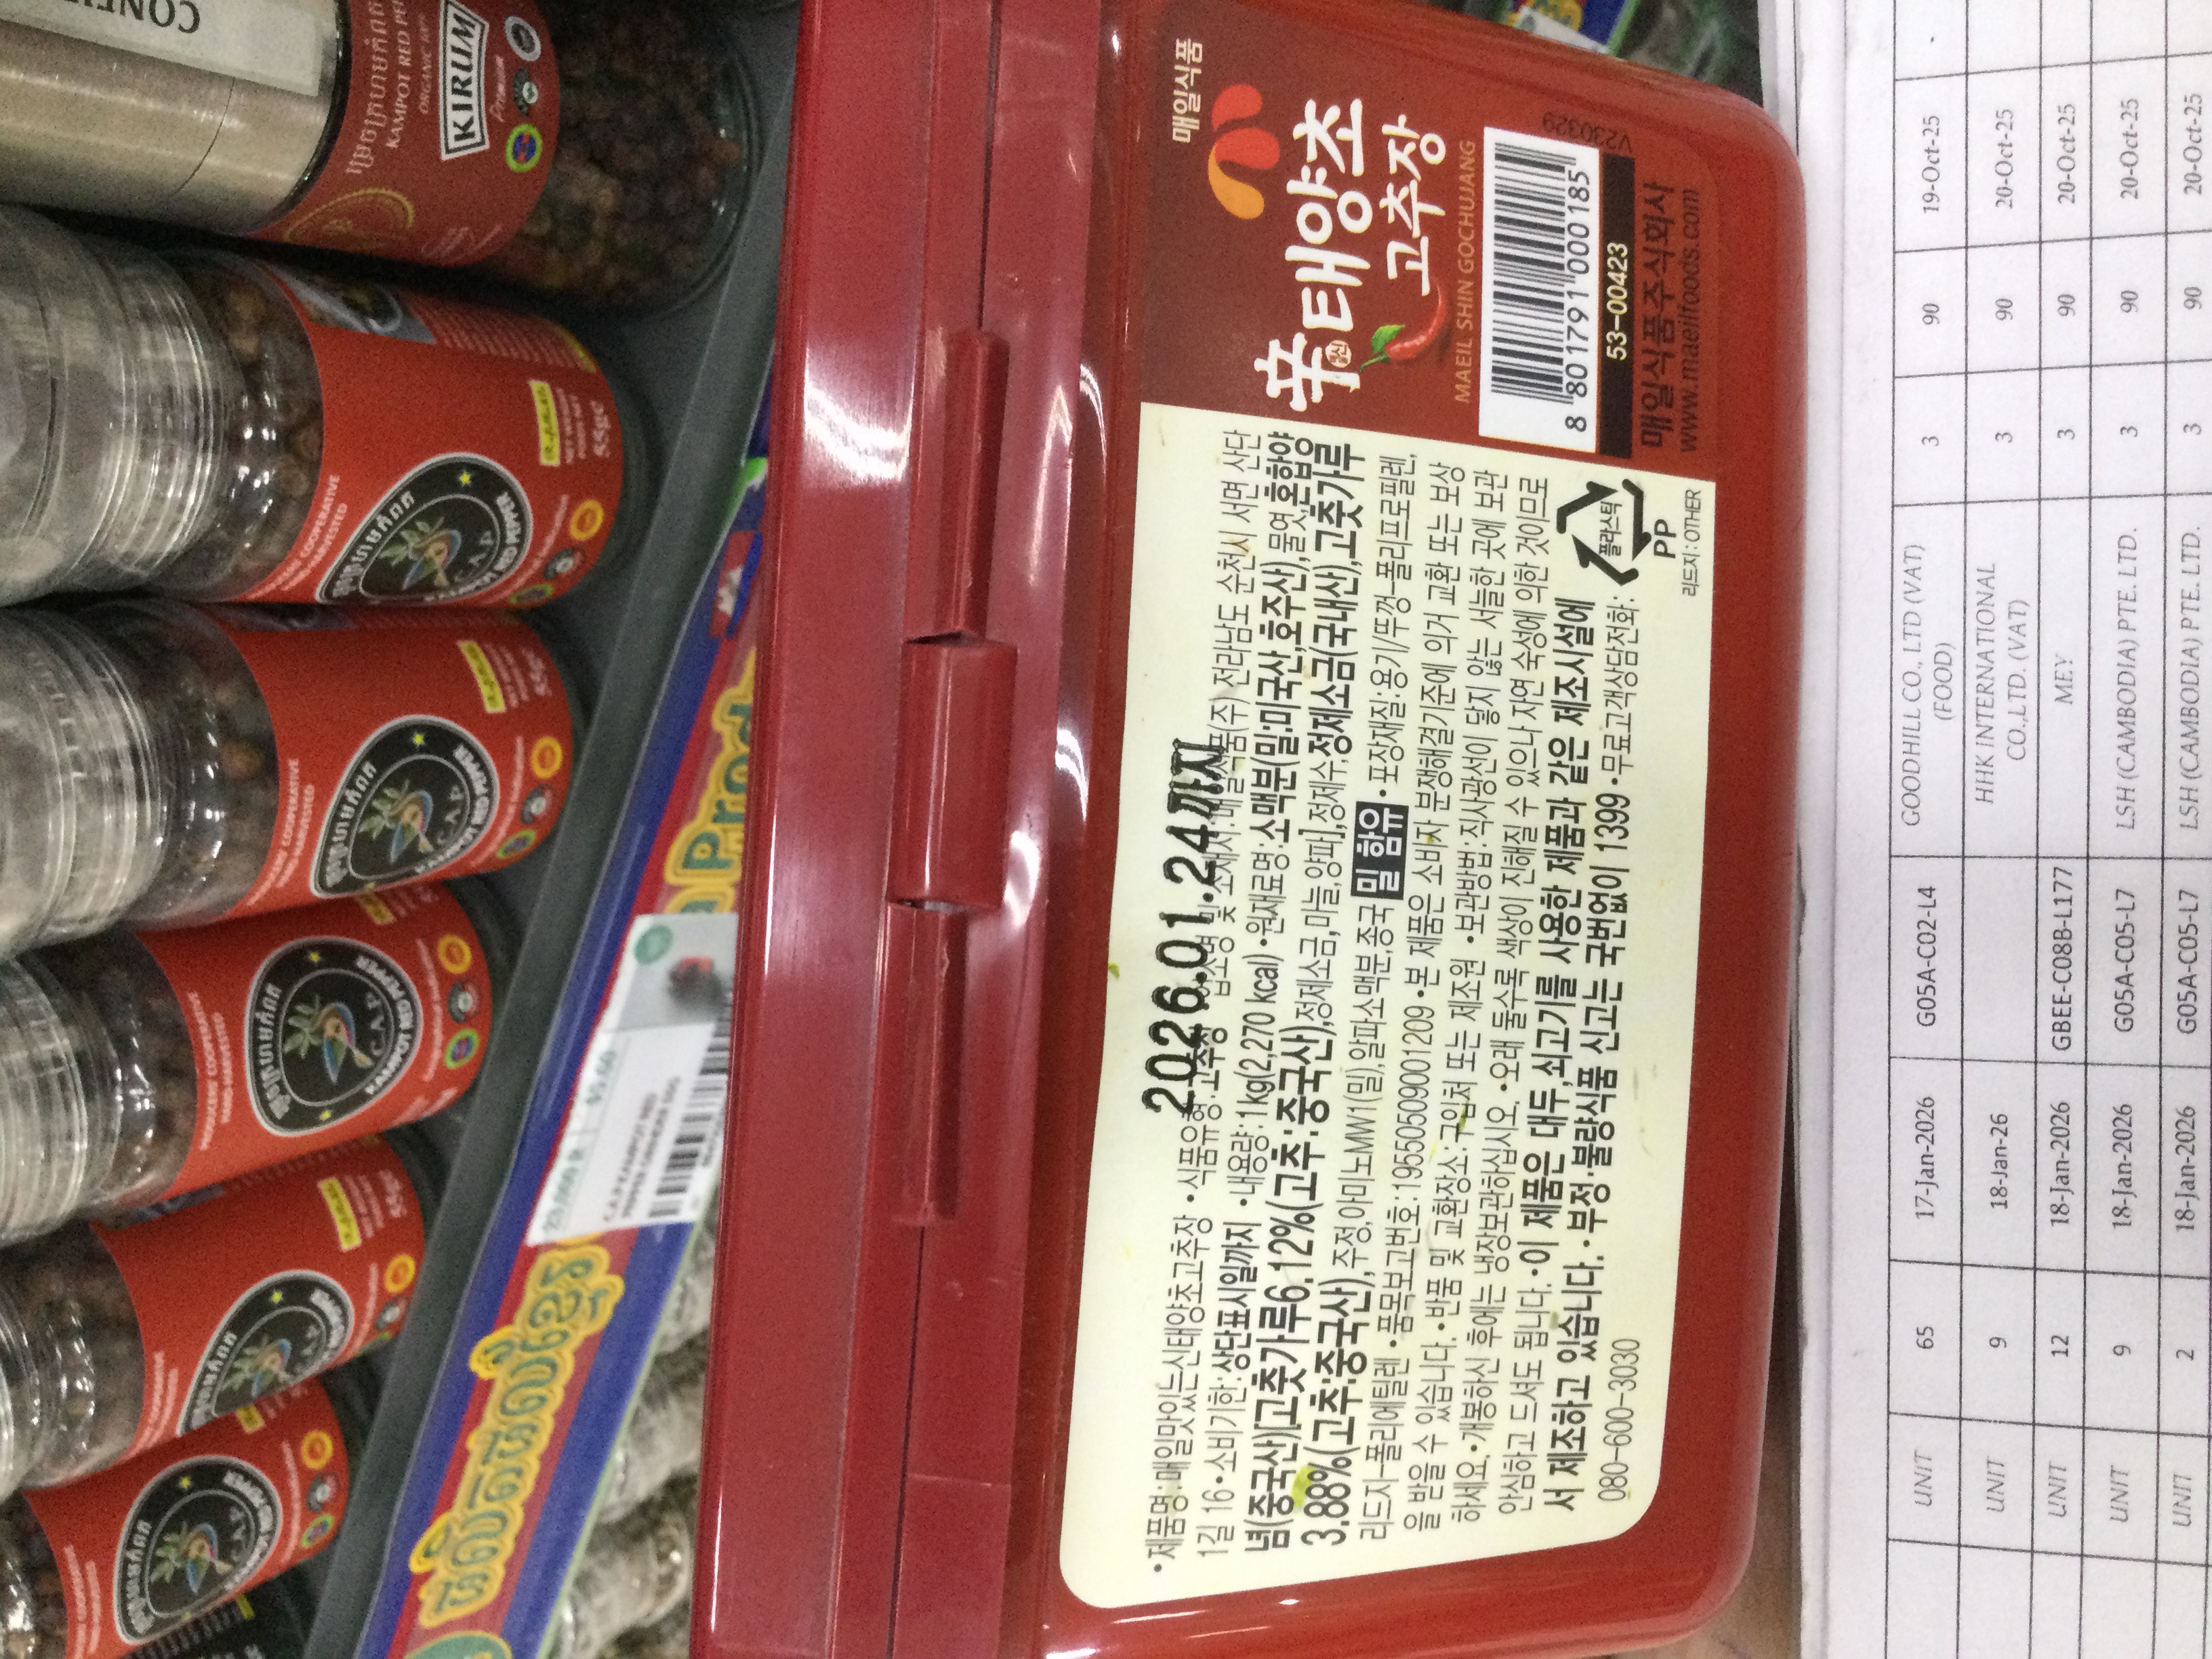 2026.01.24까지
•제품명:매일맛있는신태양초고추장 •식품유형:고추장
1길 16 •소비기한:상단표시일까지 •내용량:1kg(2,270 kcal) •원재료명:소맥분(밀:미국산,호주산),물엿,혼합양
념(중국산)[고춧가루6.12%(고추:중국산),정제소금,마늘,양파],정제수,정제소금(국내산),고춧가루
3.88%(고추:중국산),주정,아미노MW1(밀),알파소맥분,종국 밀 함유 •포장재질:용기/뚜껑-폴리프로필렌,
리드지-폴리에틸렌 •품목보고번호:19550509001209 •본 제품은 소비자 분쟁해결기준에 의거 교환 또는 보상
을 받을 수 있습니다. •반품 및 교환장소:구입처 또는 제조원 •보관방법:직사광선이 닿지 않는 서늘한 곳에 보관
하세요. •개봉하신 후에는 냉장보관하십시오. •오래 둘수록 색상이 진해질 수 있으나 자연 숙성에 의한 것이므로
안심하고 드셔도 됩니다. •이 제품은 대두,쇠고기를 사용한 제품과 같은 제조시설에
서 제조하고 있습니다. •부정·불량식품 신고는 국번없이 1399 •무료고객상담전화:
080-600-3030
플라스틱
PP
리드지:OTHER
매일식품
辛태양초
고추장
MAEIL SHIN GOCHUJANG
8 801791 000185
V230329
53-00423
매일식품주식회사
www.maeilfoods.com
KAMPOT RED PEPPER
KIRUM
Premium
C.A.P
KAMPOT RED PEPPER
55gr
UNIT 65 17-Jan-2026 G05A-C02-L4 GOODHILL CO., LTD (VAT) (FOOD) 3 90 19-Oct-25
UNIT 9 18-Jan-26 HHK INTERNATIONAL CO.,LTD. (VAT) 3 90 20-Oct-25
UNIT 12 18-Jan-2026 GBEE-C08B-L177 MEY 3 90 20-Oct-25
UNIT 9 18-Jan-2026 G05A-C05-L7 LSH (CAMBODIA) PTE. LTD. 3 90 20-Oct-25
UNIT 2 18-Jan-2026 G05A-C05-L7 LSH (CAMBODIA) PTE. LTD. 3 90 20-Oct-25